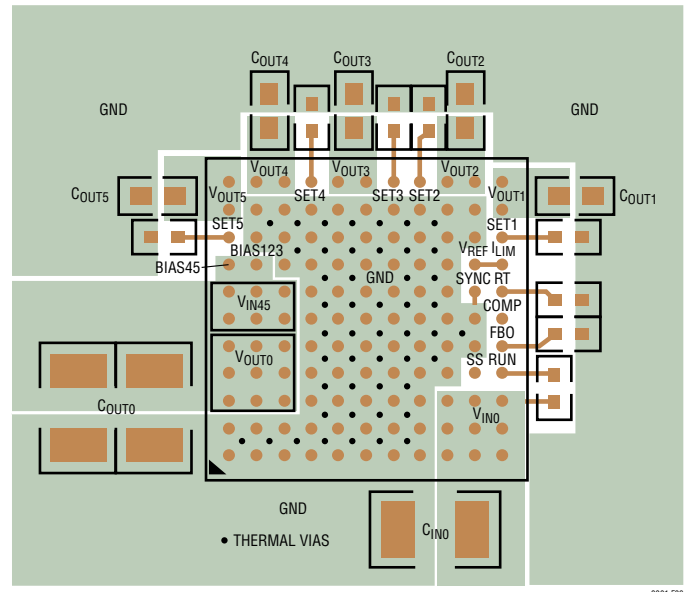 COUT4 COUT3 COUT2
GND GND
VOUT4 VOUT3 VOUT2
COUT5 VOUT5 SET4 SET3 SET2 VOUT1 COUT1
SET5 SET1
BIAS123 VREF ILIM
BIAS45 GND SYNC RT
VIN45 COMP
FBO
VOUT0 SS RUN
COUT0 VIN0
GND
CIN0
• THERMAL VIAS